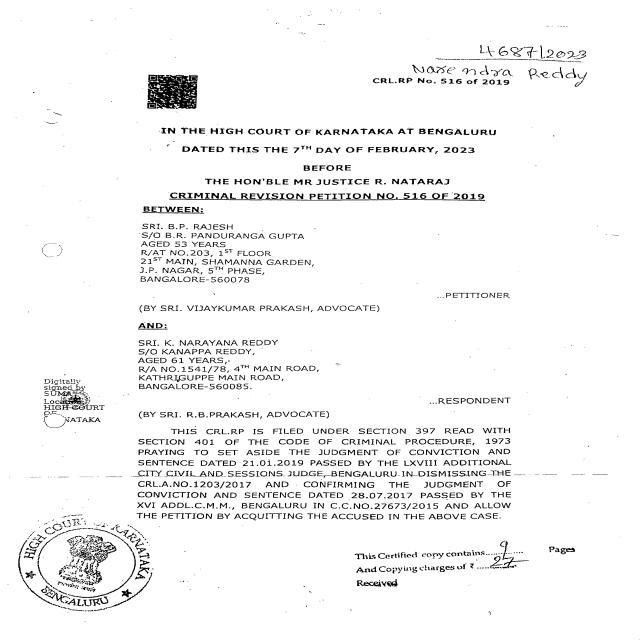 4687/2023
Narendra Reddy
CRL.RP No. 516 of 2019
IN THE HIGH COURT OF KARNATAKA AT BENGALURU
DATED THIS THE 7TH DAY OF FEBRUARY, 2023
BEFORE
THE HON'BLE MR JUSTICE R. NATARAJ
CRIMINAL REVISION PETITION NO. 516 OF 2019
BETWEEN:
SRI. B.P. RAJESH
S/O B.R. PANDURANGA GUPTA
AGED 53 YEARS
R/AT NO.203, 1ST FLOOR
21ST MAIN, SHAMANNA GARDEN,
J.P. NAGAR, 5TH PHASE,
BANGALORE-560078
...PETITIONER
(BY SRI. VIJAYKUMAR PRAKASH, ADVOCATE)
AND:
SRI. K. NARAYANA REDDY
S/O KANAPPA REDDY,
AGED 61 YEARS,
R/A NO.1541/78, 4TH MAIN ROAD,
KATHRIGUPPE MAIN ROAD,
BANGALORE-560085.
...RESPONDENT
(BY SRI. R.B.PRAKASH, ADVOCATE)
Digitally
signed by
SUMA
Location:
HIGH COURT
OF
KARNATAKA
THIS CRL.RP IS FILED UNDER SECTION 397 READ WITH
SECTION 401 OF THE CODE OF CRIMINAL PROCEDURE, 1973
PRAYING TO SET ASIDE THE JUDGMENT OF CONVICTION AND
SENTENCE DATED 21.01.2019 PASSED BY THE LXVIII ADDITIONAL
CITY CIVIL AND SESSIONS JUDGE, BENGALURU IN DISMISSING THE
CRL.A.NO.1203/2017 AND CONFIRMING THE JUDGMENT OF
CONVICTION AND SENTENCE DATED 28.07.2017 PASSED BY THE
XVI ADDL.C.M.M., BENGALURU IN C.C.NO.27673/2015 AND ALLOW
THE PETITION BY ACQUITTING THE ACCUSED IN THE ABOVE CASE.
HIGH COURT OF KARNATAKA
BENGALURU
This Certified copy contains 9 Pages
And Copying charges of ₹ 27
Received